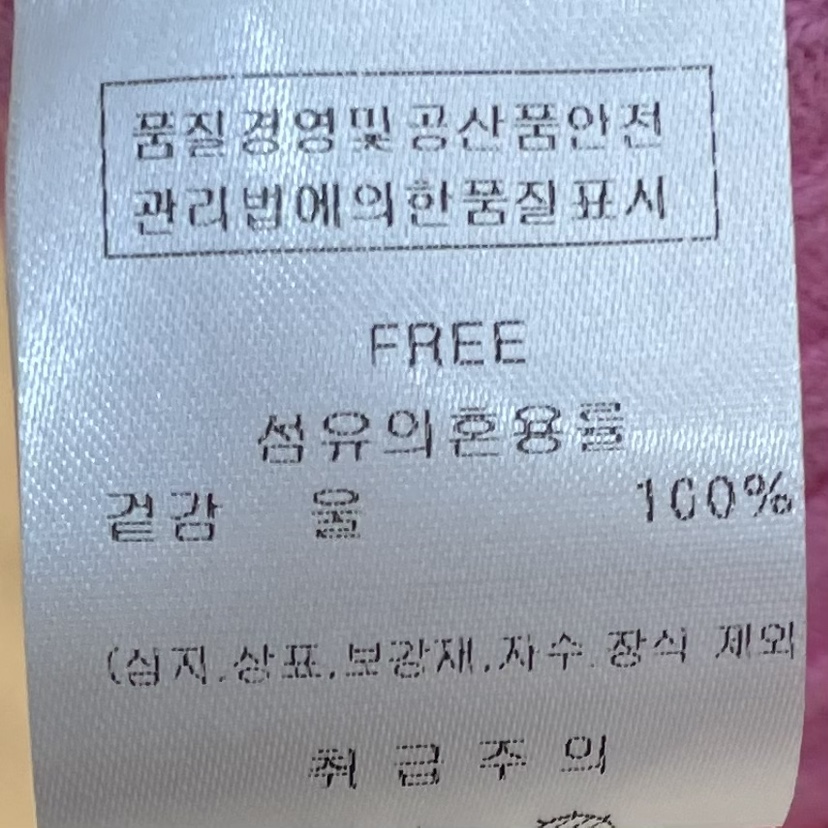 품질경영및공산품안전
관리법에의한품질표시
FREE
섬유의혼용률
겉감 울 100%
(심지.상표.보강재.자수.장식 제외
취급주의